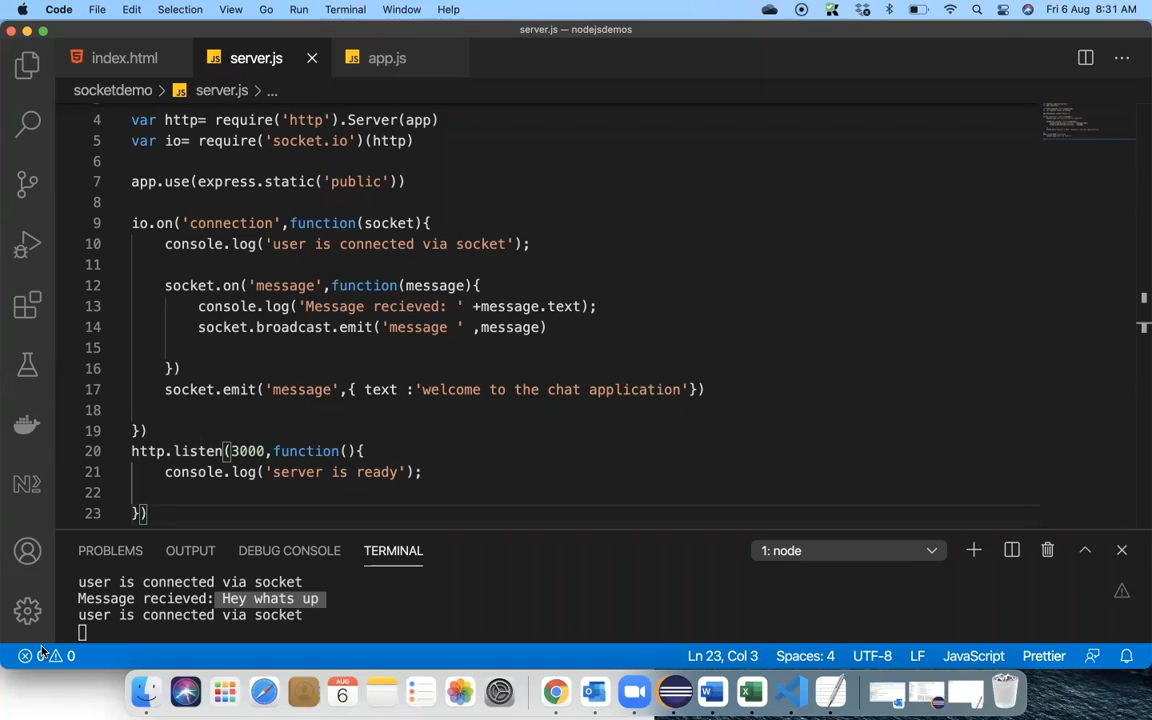 Code File Edit Selection View Go Run Terminal Window Help Fri 6 Aug 8:31 AM
server.js — nodejsdemos
index.html JS server.js JS app.js
socketdemo > JS server.js > ...
4 var http= require('http').Server(app)
5 var io= require('socket.io')(http)
6
7 app.use(express.static('public'))
8
9 io.on('connection',function(socket){
10 console.log('user is connected via socket');
11
12 socket.on('message',function(message){
13 console.log('Message recieved: ' +message.text);
14 socket.broadcast.emit('message ' ,message)
15
16 })
17 socket.emit('message',{ text :'welcome to the chat application'})
18
19 })
20 http.listen(3000,function(){
21 console.log('server is ready');
22
23 })
PROBLEMS OUTPUT DEBUG CONSOLE TERMINAL 1: node
user is connected via socket
Message recieved: Hey whats up
user is connected via socket
0 0 Ln 23, Col 3 Spaces: 4 UTF-8 LF JavaScript Prettier
AUG
6